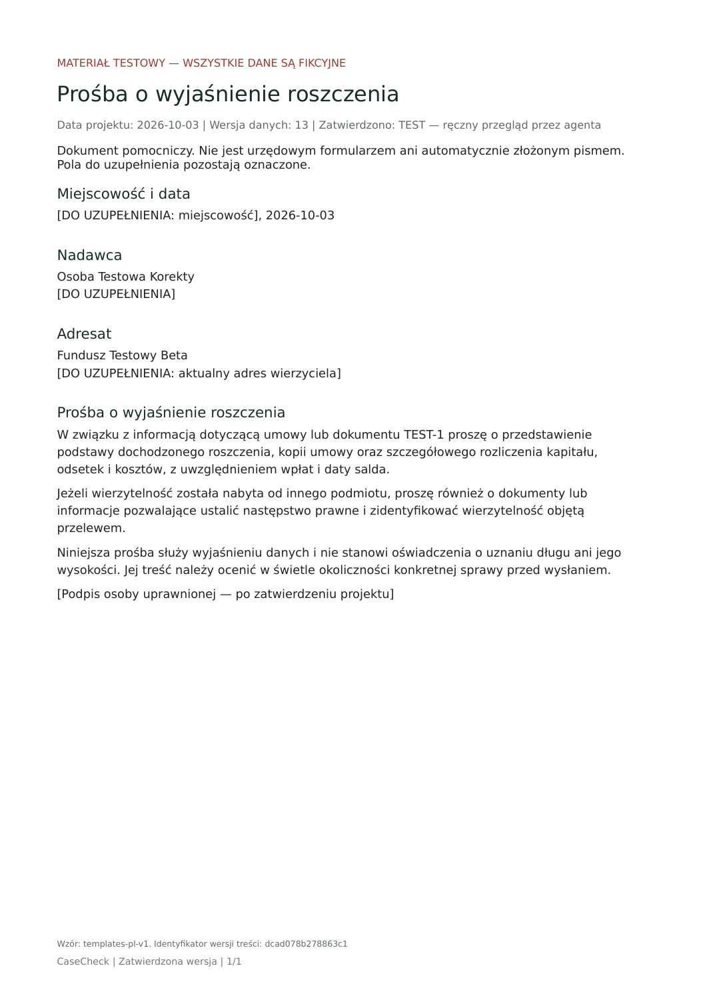 MATERIAŁ TESTOWY — WSZYSTKIE DANE SĄ FIKCYJNE
Prośba o wyjaśnienie roszczenia
Data projektu: 2026-10-03 | Wersja danych: 13 | Zatwierdzono: TEST — ręczny przegląd przez agenta
Dokument pomocniczy. Nie jest urzędowym formularzem ani automatycznie złożonym pismem.
Pola do uzupełnienia pozostają oznaczone.
Miejscowość i data
[DO UZUPEŁNIENIA: miejscowość], 2026-10-03
Nadawca
Osoba Testowa Korekty
[DO UZUPEŁNIENIA]
Adresat
Fundusz Testowy Beta
[DO UZUPEŁNIENIA: aktualny adres wierzyciela]
Prośba o wyjaśnienie roszczenia
W związku z informacją dotyczącą umowy lub dokumentu TEST-1 proszę o przedstawienie
podstawy dochodzonego roszczenia, kopii umowy oraz szczegółowego rozliczenia kapitału,
odsetek i kosztów, z uwzględnieniem wpłat i daty salda.
Jeżeli wierzytelność została nabyta od innego podmiotu, proszę również o dokumenty lub
informacje pozwalające ustalić następstwo prawne i zidentyfikować wierzytelność objętą
przelewem.
Niniejsza prośba służy wyjaśnieniu danych i nie stanowi oświadczenia o uznaniu długu ani jego
wysokości. Jej treść należy ocenić w świetle okoliczności konkretnej sprawy przed wysłaniem.
[Podpis osoby uprawnionej — po zatwierdzeniu projektu]
Wzór: templates-pl-v1. Identyfikator wersji treści: dcad078b278863c1
CaseCheck | Zatwierdzona wersja | 1/1